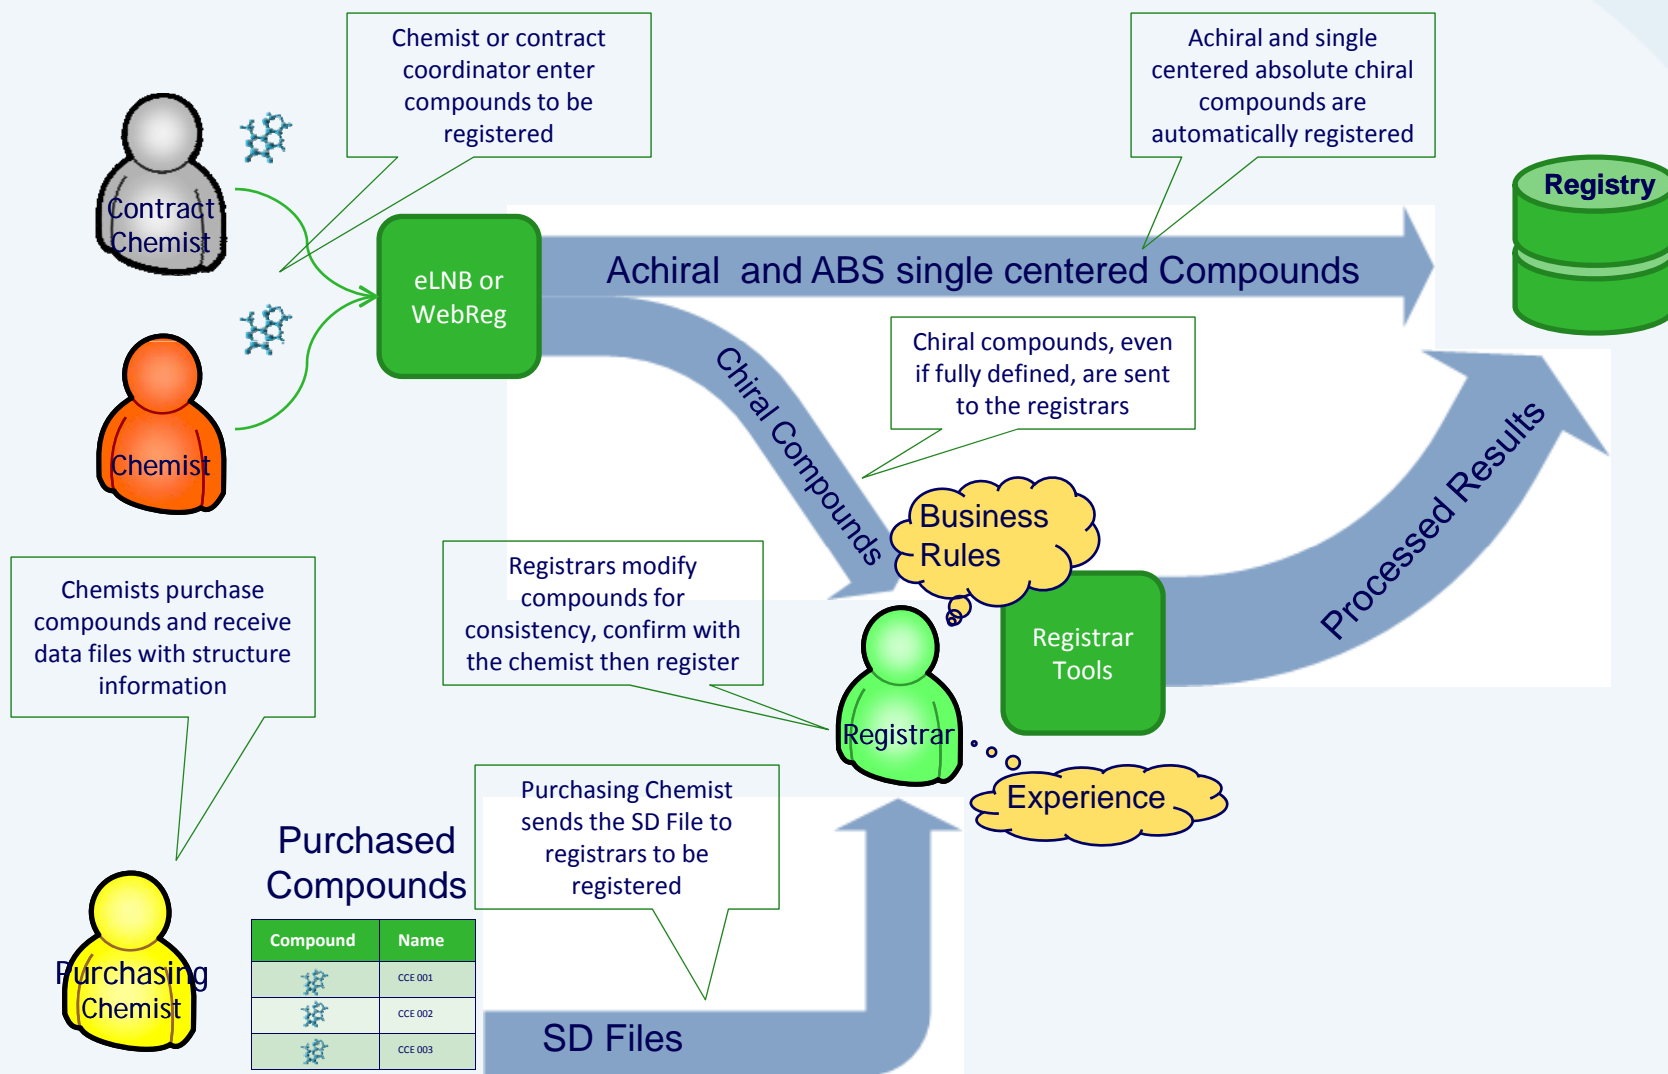 Chemist or contract
coordinator enter
compounds to be
registered
Achiral and single
centered absolute chiral
compounds are
automatically registered
Contract
Chemist
Registry
eLNB or
WebReg
Achiral and ABS single centered Compounds
Chiral compounds, even
if fully defined, are sent
to the registrars
Chiral Compounds
Chemist
Business
Rules
Processed Results
Registrars modify
compounds for
consistency, confirm with
the chemist then register
Chemists purchase
compounds and receive
data files with structure
information
Registrar
Tools
Registrar
Experience
Purchasing Chemist
sends the SD File to
registrars to be
registered
Purchased
Compounds
Compound Name
CCE 001
CCE 002
CCE 003
Purchasing
Chemist
SD Files